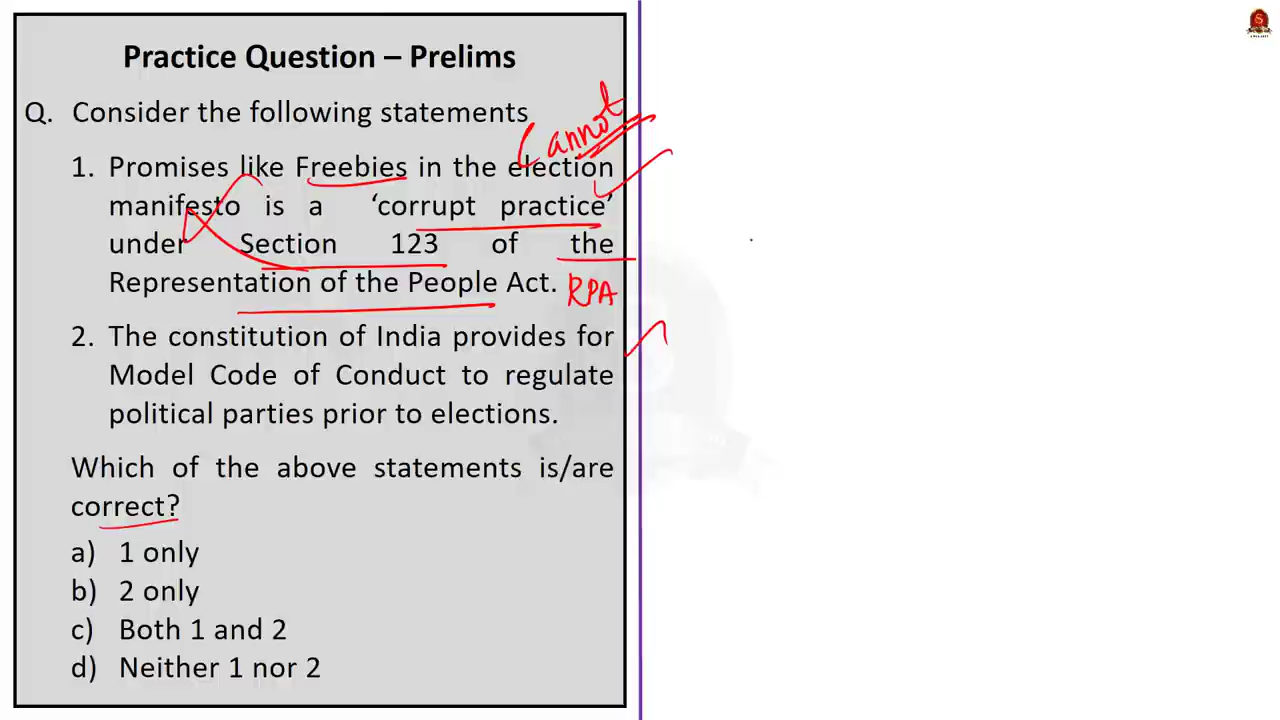 Practice Question – Prelims
Q. Consider the following statements
Cannot
1. Promises like Freebies in the election
manifesto is a ‘corrupt practice’
under Section 123 of the
Representation of the People Act.
RPA
2. The constitution of India provides for
Model Code of Conduct to regulate
political parties prior to elections.
Which of the above statements is/are
correct?
a) 1 only
b) 2 only
c) Both 1 and 2
d) Neither 1 nor 2